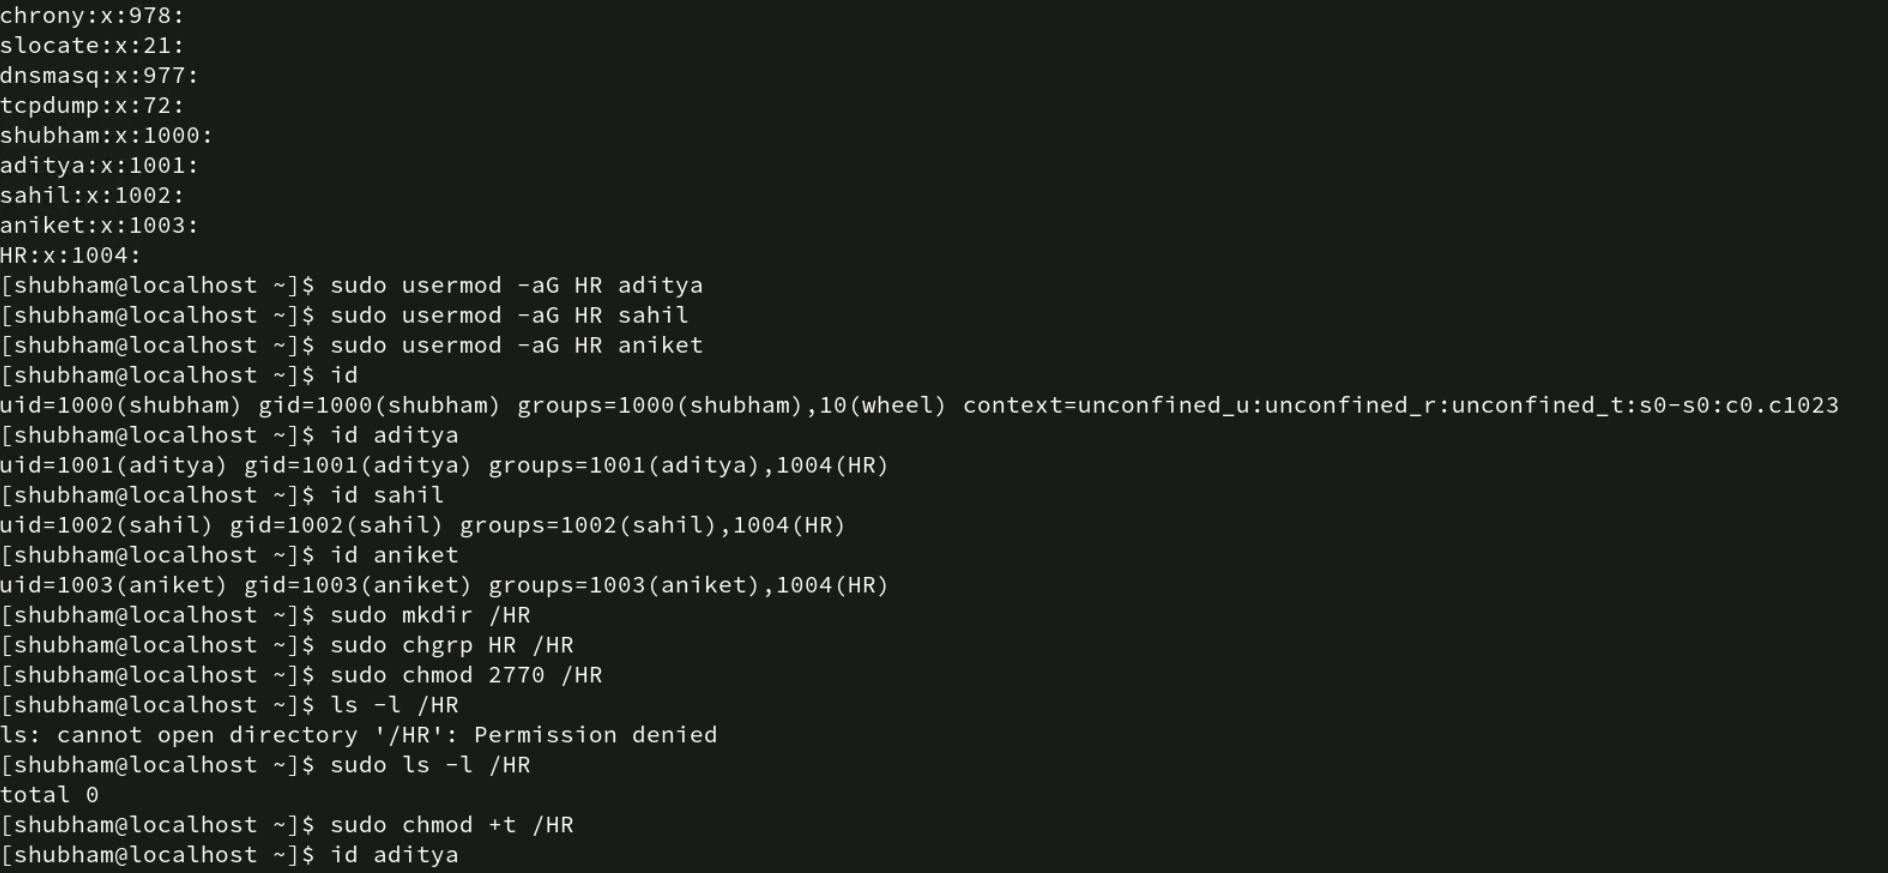 chrony:x:978:
slocate:x:21:
dnsmasq:x:977:
tcpdump:x:72:
shubham:x:1000:
aditya:x:1001:
sahil:x:1002:
aniket:x:1003:
HR:x:1004:
[shubham@localhost ~]$ sudo usermod -aG HR aditya
[shubham@localhost ~]$ sudo usermod -aG HR sahil
[shubham@localhost ~]$ sudo usermod -aG HR aniket
[shubham@localhost ~]$ id
uid=1000(shubham) gid=1000(shubham) groups=1000(shubham),10(wheel) context=unconfined_u:unconfined_r:unconfined_t:s0-s0:c0.c1023
[shubham@localhost ~]$ id aditya
uid=1001(aditya) gid=1001(aditya) groups=1001(aditya),1004(HR)
[shubham@localhost ~]$ id sahil
uid=1002(sahil) gid=1002(sahil) groups=1002(sahil),1004(HR)
[shubham@localhost ~]$ id aniket
uid=1003(aniket) gid=1003(aniket) groups=1003(aniket),1004(HR)
[shubham@localhost ~]$ sudo mkdir /HR
[shubham@localhost ~]$ sudo chgrp HR /HR
[shubham@localhost ~]$ sudo chmod 2770 /HR
[shubham@localhost ~]$ ls -l /HR
ls: cannot open directory '/HR': Permission denied
[shubham@localhost ~]$ sudo ls -l /HR
total 0
[shubham@localhost ~]$ sudo chmod +t /HR
[shubham@localhost ~]$ id aditya